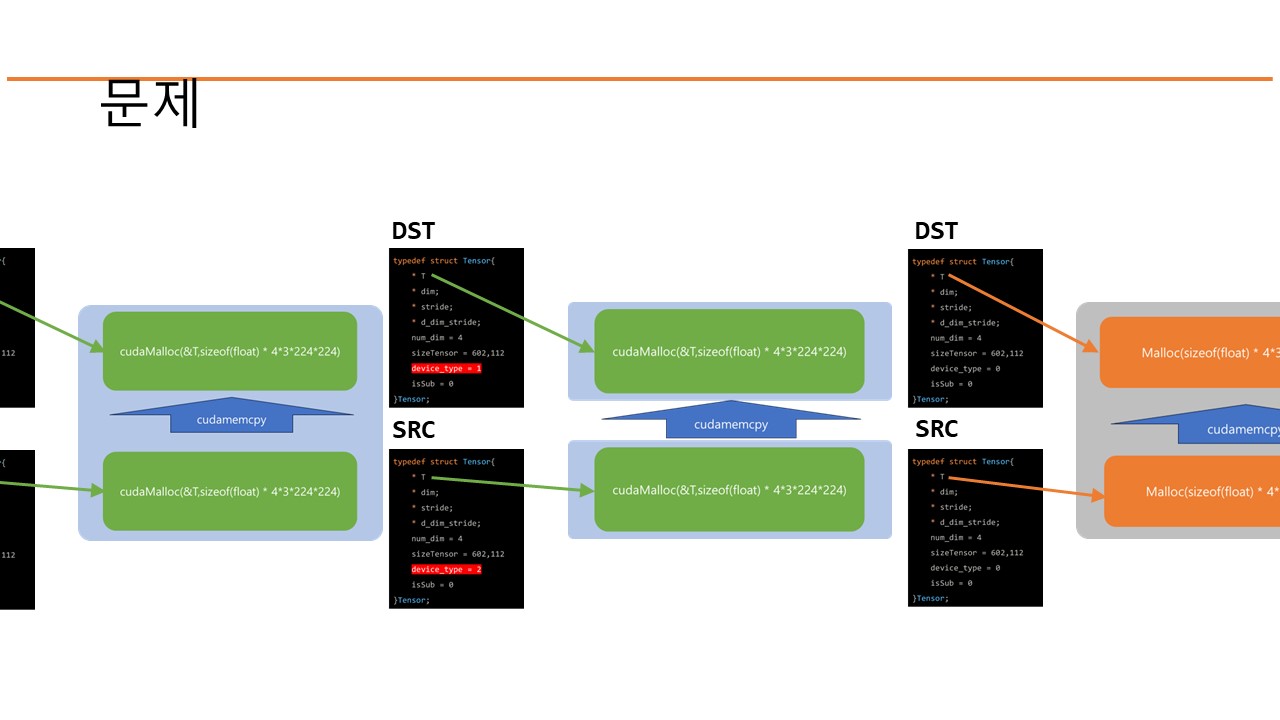 문제
r{
112
r{
112
cudaMalloc(&T,sizeof(float) * 4*3*224*224)
cudamemcpy
cudaMalloc(&T,sizeof(float) * 4*3*224*224)
DST
typedef struct Tensor{
* T
* dim;
* stride;
* d_dim_stride;
num_dim = 4
sizeTensor = 602,112
device_type = 1
isSub = 0
}Tensor;
SRC
typedef struct Tensor{
* T
* dim;
* stride;
* d_dim_stride;
num_dim = 4
sizeTensor = 602,112
device_type = 2
isSub = 0
}Tensor;
cudaMalloc(&T,sizeof(float) * 4*3*224*224)
cudamemcpy
cudaMalloc(&T,sizeof(float) * 4*3*224*224)
DST
typedef struct Tensor{
* T
* dim;
* stride;
* d_dim_stride;
num_dim = 4
sizeTensor = 602,112
device_type = 0
isSub = 0
}Tensor;
SRC
typedef struct Tensor{
* T
* dim;
* stride;
* d_dim_stride;
num_dim = 4
sizeTensor = 602,112
device_type = 0
isSub = 0
}Tensor;
Malloc(sizeof(float) * 4*3
cudamemcpy
Malloc(sizeof(float) * 4*